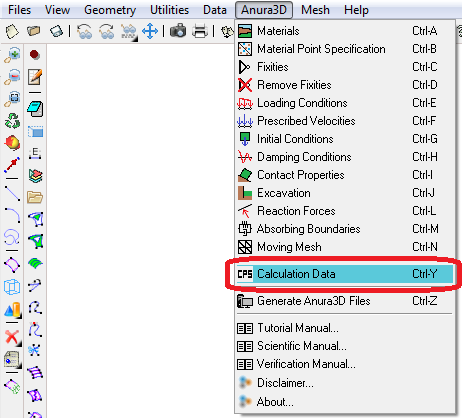 Files View Geometry Utilities Data Anura3D Mesh Help
Materials Ctrl-A
Material Point Specification Ctrl-B
Fixities Ctrl-C
Remove Fixities Ctrl-D
Loading Conditions Ctrl-E
Prescribed Velocities Ctrl-F
Initial Conditions Ctrl-G
Damping Conditions Ctrl-H
Contact Properties Ctrl-I
Excavation Ctrl-J
Reaction Forces Ctrl-L
Absorbing Boundaries Ctrl-M
Moving Mesh Ctrl-N
CPS Calculation Data Ctrl-Y
Generate Anura3D Files Ctrl-Z
Tutorial Manual...
Scientific Manual...
Verification Manual...
Disclaimer...
About...